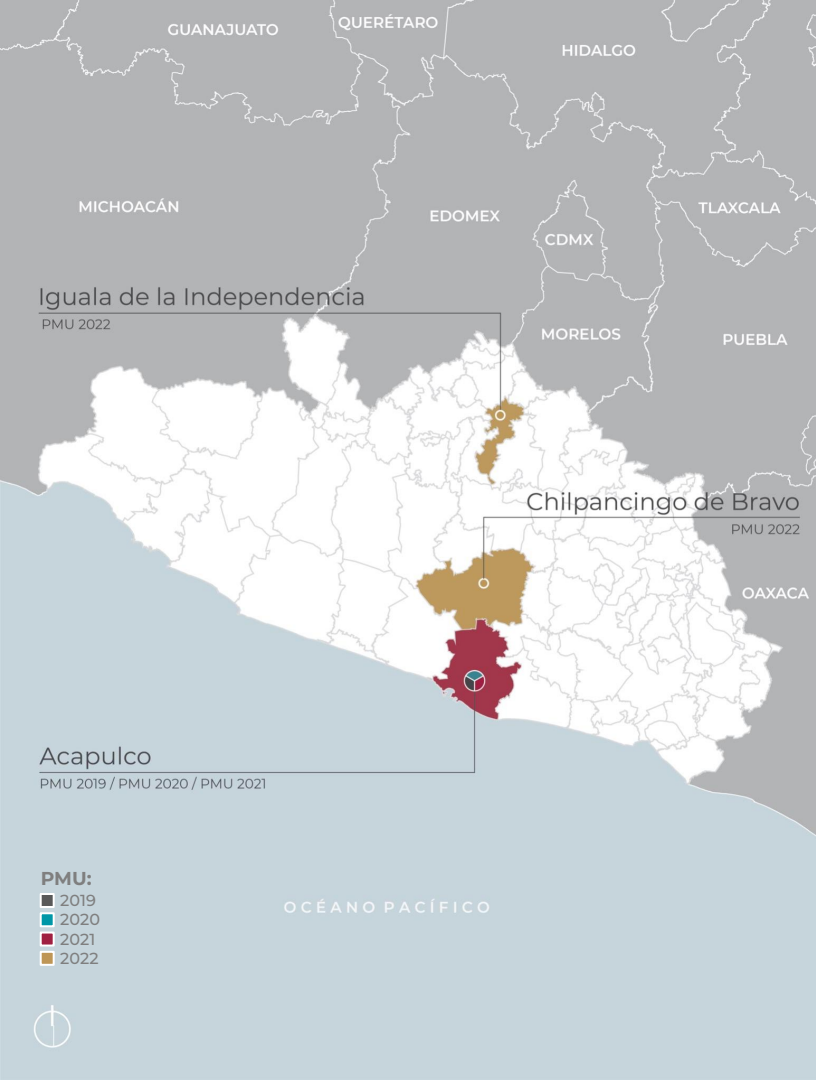 GUANAJUATO
QUERÉTARO
HIDALGO
MICHOACÁN
EDOMEX
TLAXCALA
CDMX
Iguala de la Independencia
PMU 2022
MORELOS
PUEBLA
Chilpancingo de Bravo
PMU 2022
OAXACA
Acapulco
PMU 2019 / PMU 2020 / PMU 2021
PMU:
2019
2020
2021
2022
OCÉANO PACÍFICO